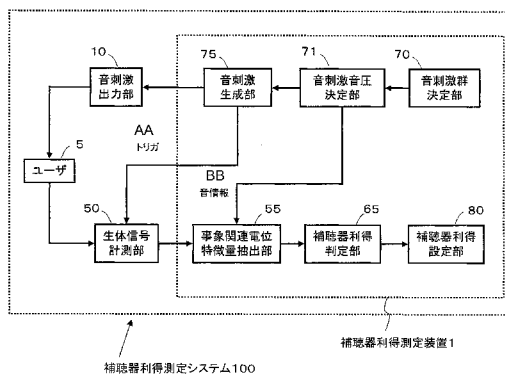 10
75
71
70
音刺激
出力部
音刺激
生成部
音刺激音圧
決定部
音刺激群
決定部
AA
トリガ
5
ユーザ
BB
音情報
50
55
65
80
生体信号
計測部
事象関連電位
特徴量抽出部
補聴器利得
判定部
補聴器利得
設定部
補聴器利得測定装置1
補聴器利得測定システム100